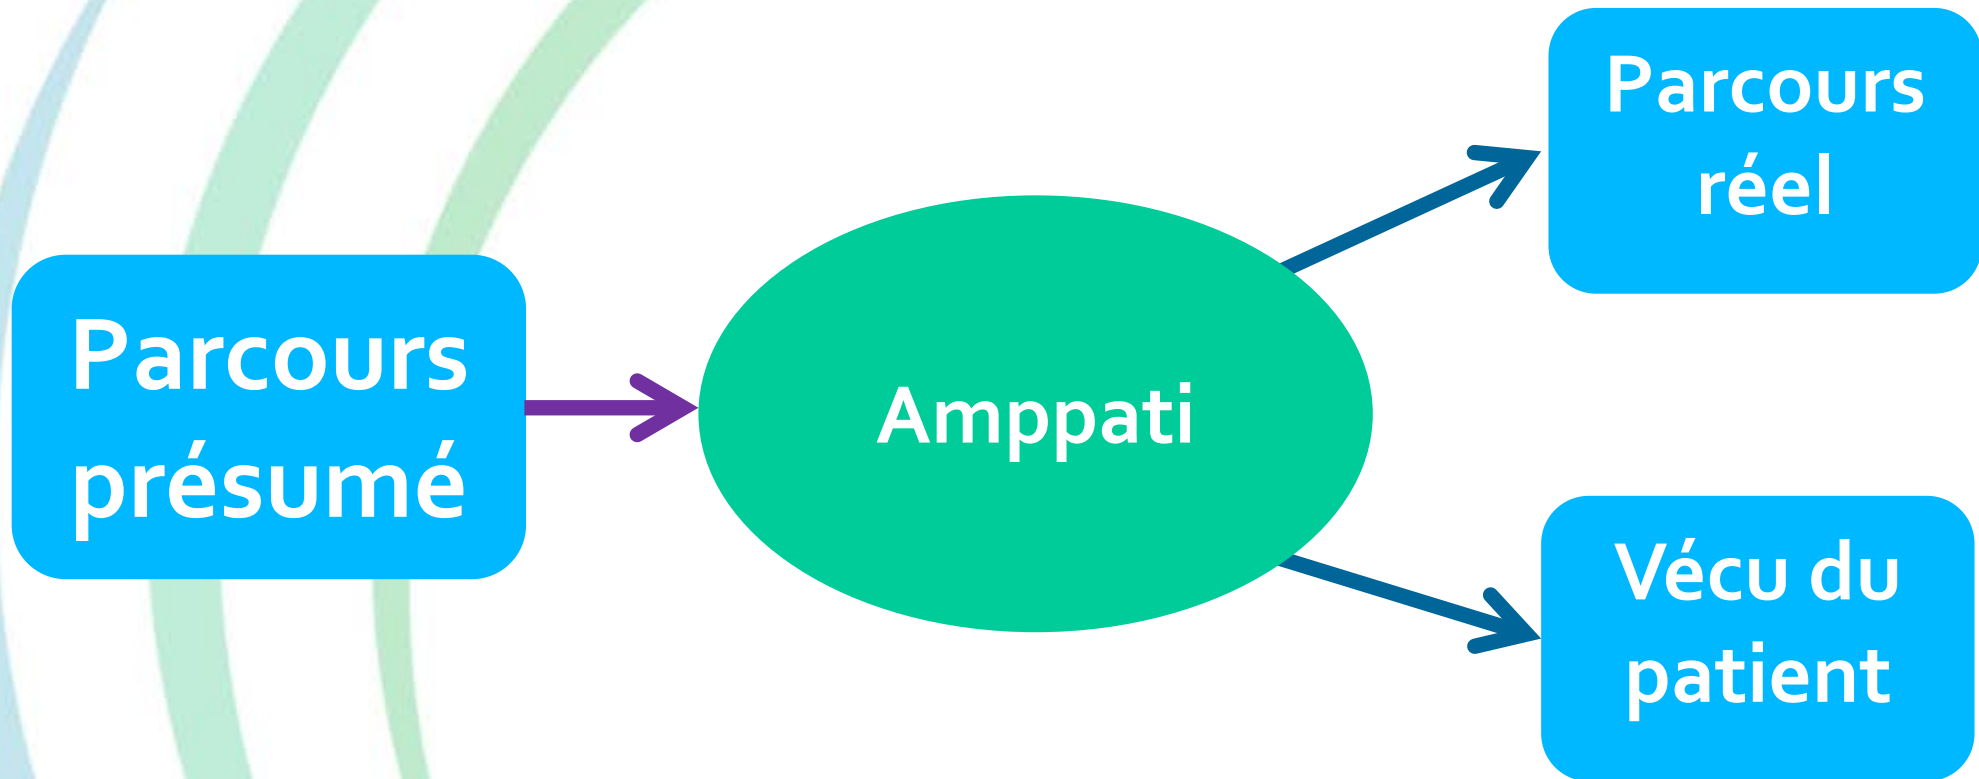 Parcours
présumé
Amppati
Parcours
réel
Vécu du
patient